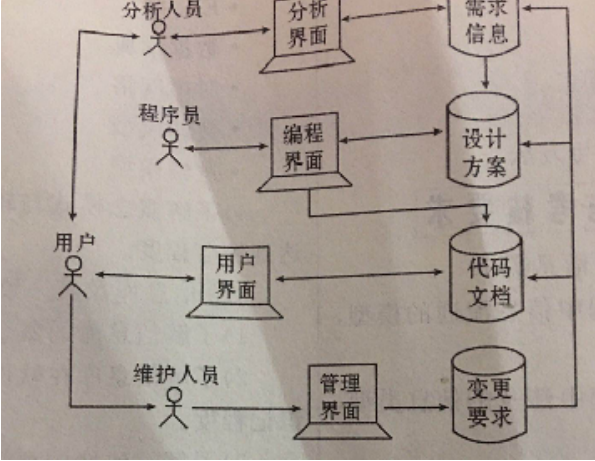 分析人员
分析
界面
需求
信息
程序员
编程
界面
设计
方案
用户
用户
界面
代码
文档
维护人员
管理
界面
变更
要求